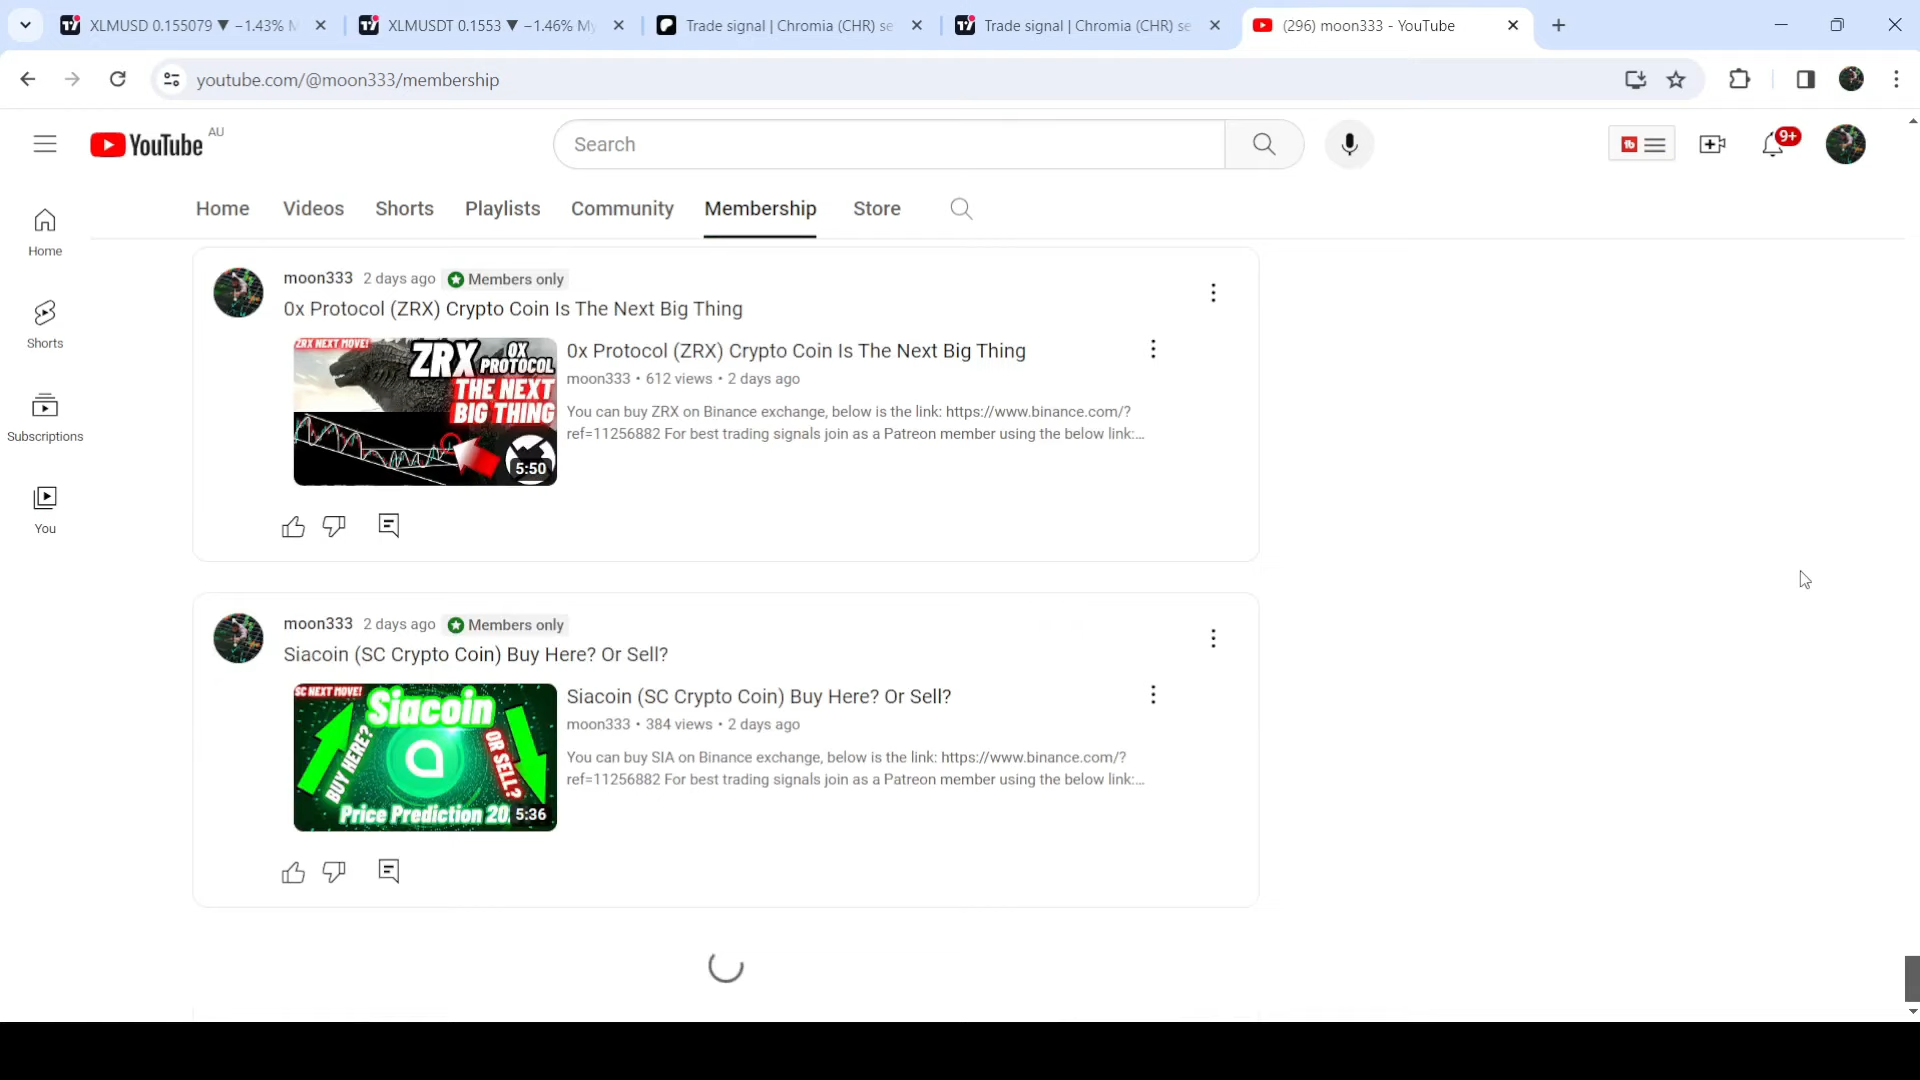 XLMUSD 0.155079 ▼ −1.43%
XLMUSDT 0.1553 ▼ −1.46% My
Trade signal | Chromia (CHR) se
Trade signal | Chromia (CHR) se
(296) moon333 - YouTube
youtube.com/@moon333/membership
YouTube AU
Search
9+
Home
Videos
Shorts
Playlists
Community
Membership
Store
Home
Shorts
Subscriptions
You
moon333 2 days ago Members only
0x Protocol (ZRX) Crypto Coin Is The Next Big Thing
ZRX NEXT MOVE!
ZRX 0X
PROTOCOL
THE NEXT
BIG THING
5:50
0x Protocol (ZRX) Crypto Coin Is The Next Big Thing
moon333 • 612 views • 2 days ago
You can buy ZRX on Binance exchange, below is the link: https://www.binance.com/?
ref=11256882 For best trading signals join as a Patreon member using the below link:...
moon333 2 days ago Members only
Siacoin (SC Crypto Coin) Buy Here? Or Sell?
SC NEXT MOVE!
Siacoin
BUY HERE?
OR SELL?
Price Prediction 20
5:36
Siacoin (SC Crypto Coin) Buy Here? Or Sell?
moon333 • 384 views • 2 days ago
You can buy SIA on Binance exchange, below is the link: https://www.binance.com/?
ref=11256882 For best trading signals join as a Patreon member using the below link:...